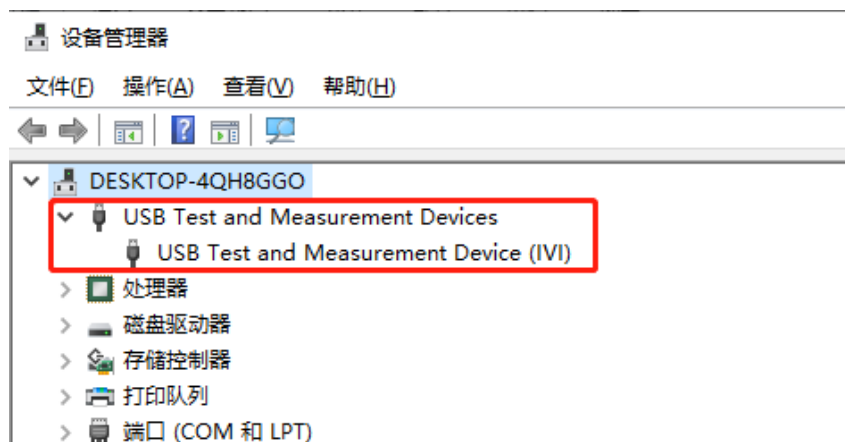 设备管理器
文件(F) 操作(A) 查看(V) 帮助(H)
DESKTOP-4QH8GGO
USB Test and Measurement Devices
USB Test and Measurement Device (IVI)
处理器
磁盘驱动器
存储控制器
打印队列
端口 (COM 和 LPT)